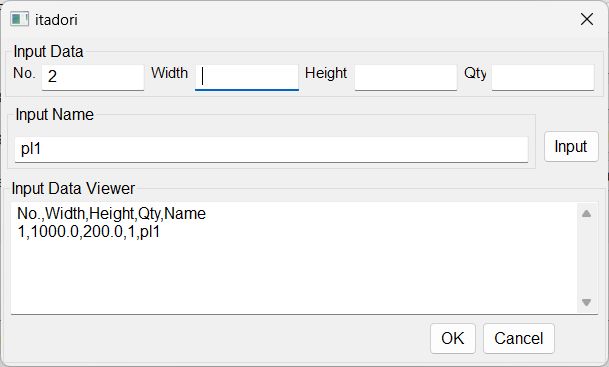 itadori
Input Data
No. 2 Width Height Qty
Input Name
pl1
Input
Input Data Viewer
No.,Width,Height,Qty,Name
1,1000.0,200.0,1,pl1
OK Cancel